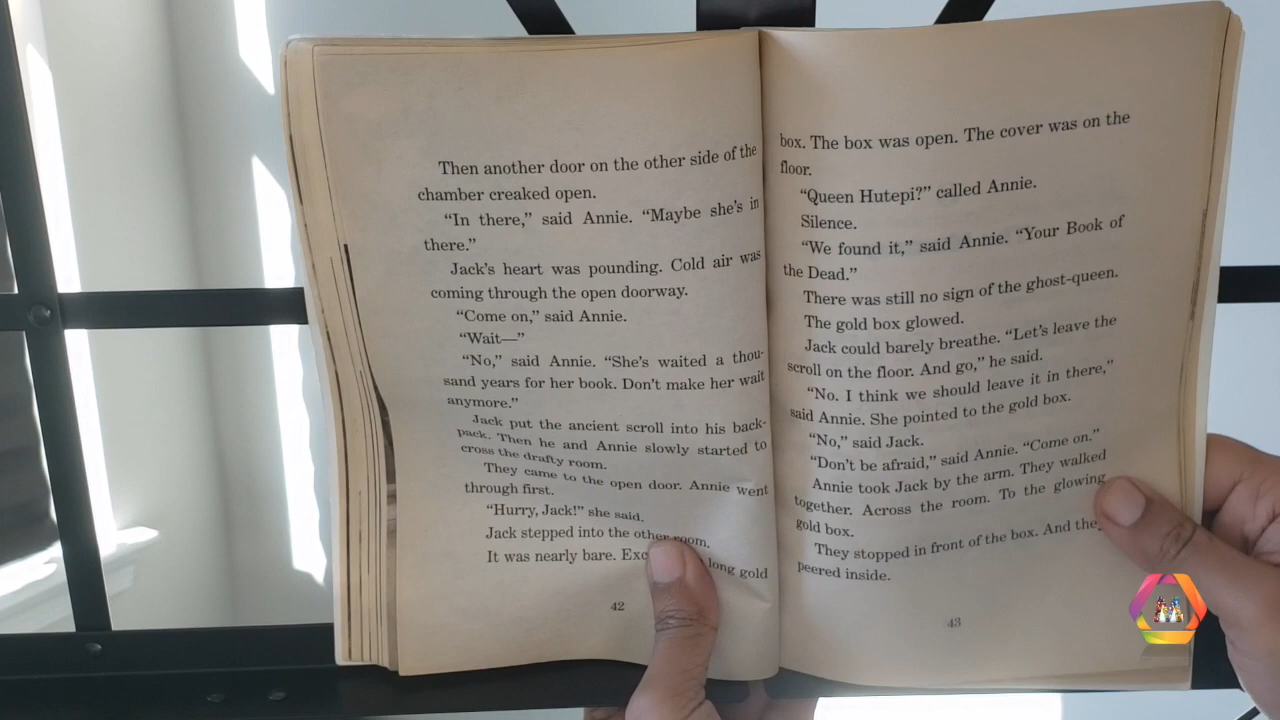 Then another door on the other side of the
chamber creaked open.
“In there,” said Annie. “Maybe she’s in
there.”
Jack’s heart was pounding. Cold air was
coming through the open doorway.
“Come on,” said Annie.
“Wait—”
“No,” said Annie. “She’s waited a thou-
sand years for her book. Don’t make her wait
anymore.”
Jack put the ancient scroll into his back-
pack. Then he and Annie slowly started to
cross the drafty room.
They came to the open door. Annie went
through first.
“Hurry, Jack!” she said.
Jack stepped into the other room.
It was nearly bare. long gold
42
box. The box was open. The cover was on the
floor.
“Queen Hutepi?” called Annie.
Silence.
“We found it,” said Annie. “Your Book of
the Dead.”
There was still no sign of the ghost-queen.
The gold box glowed.
Jack could barely breathe. “Let’s leave the
scroll on the floor. And go,” he said.
“No. I think we should leave it in there,”
said Annie. She pointed to the gold box.
“No,” said Jack.
“Don’t be afraid,” said Annie. “Come on.”
Annie took Jack by the arm. They walked
together. Across the room. To the glowing
gold box.
They stopped in front of the box. And they
peered inside.
43